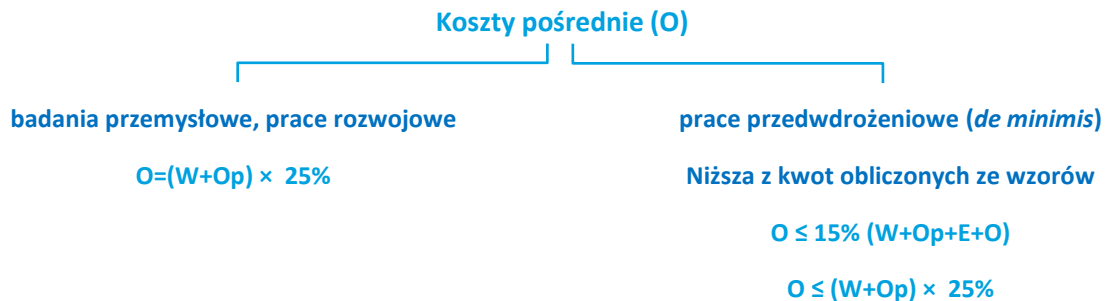 Koszty pośrednie (O)
badania przemysłowe, prace rozwojowe
O=(W+Op) × 25%
prace przedwdrożeniowe (de minimis)
Niższa z kwot obliczonych ze wzorów
O ≤ 15% (W+Op+E+O)
O ≤ (W+Op) × 25%